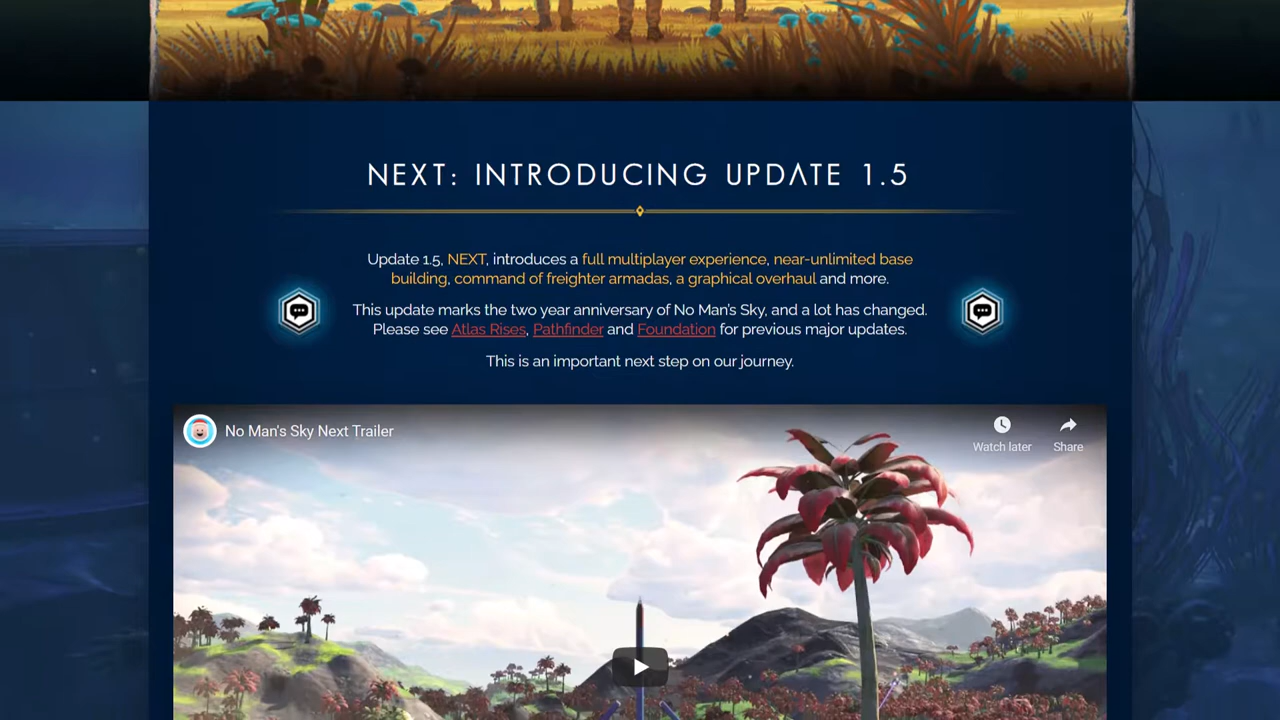 NEXT: INTRODUCING UPDATE 1.5
Update 1.5, NEXT, introduces a full multiplayer experience, near-unlimited base
building, command of freighter armadas, a graphical overhaul and more.
This update marks the two year anniversary of No Man's Sky, and a lot has changed.
Please see Atlas Rises, Pathfinder and Foundation for previous major updates.
This is an important next step on our journey.
No Man's Sky Next Trailer
Watch later
Share